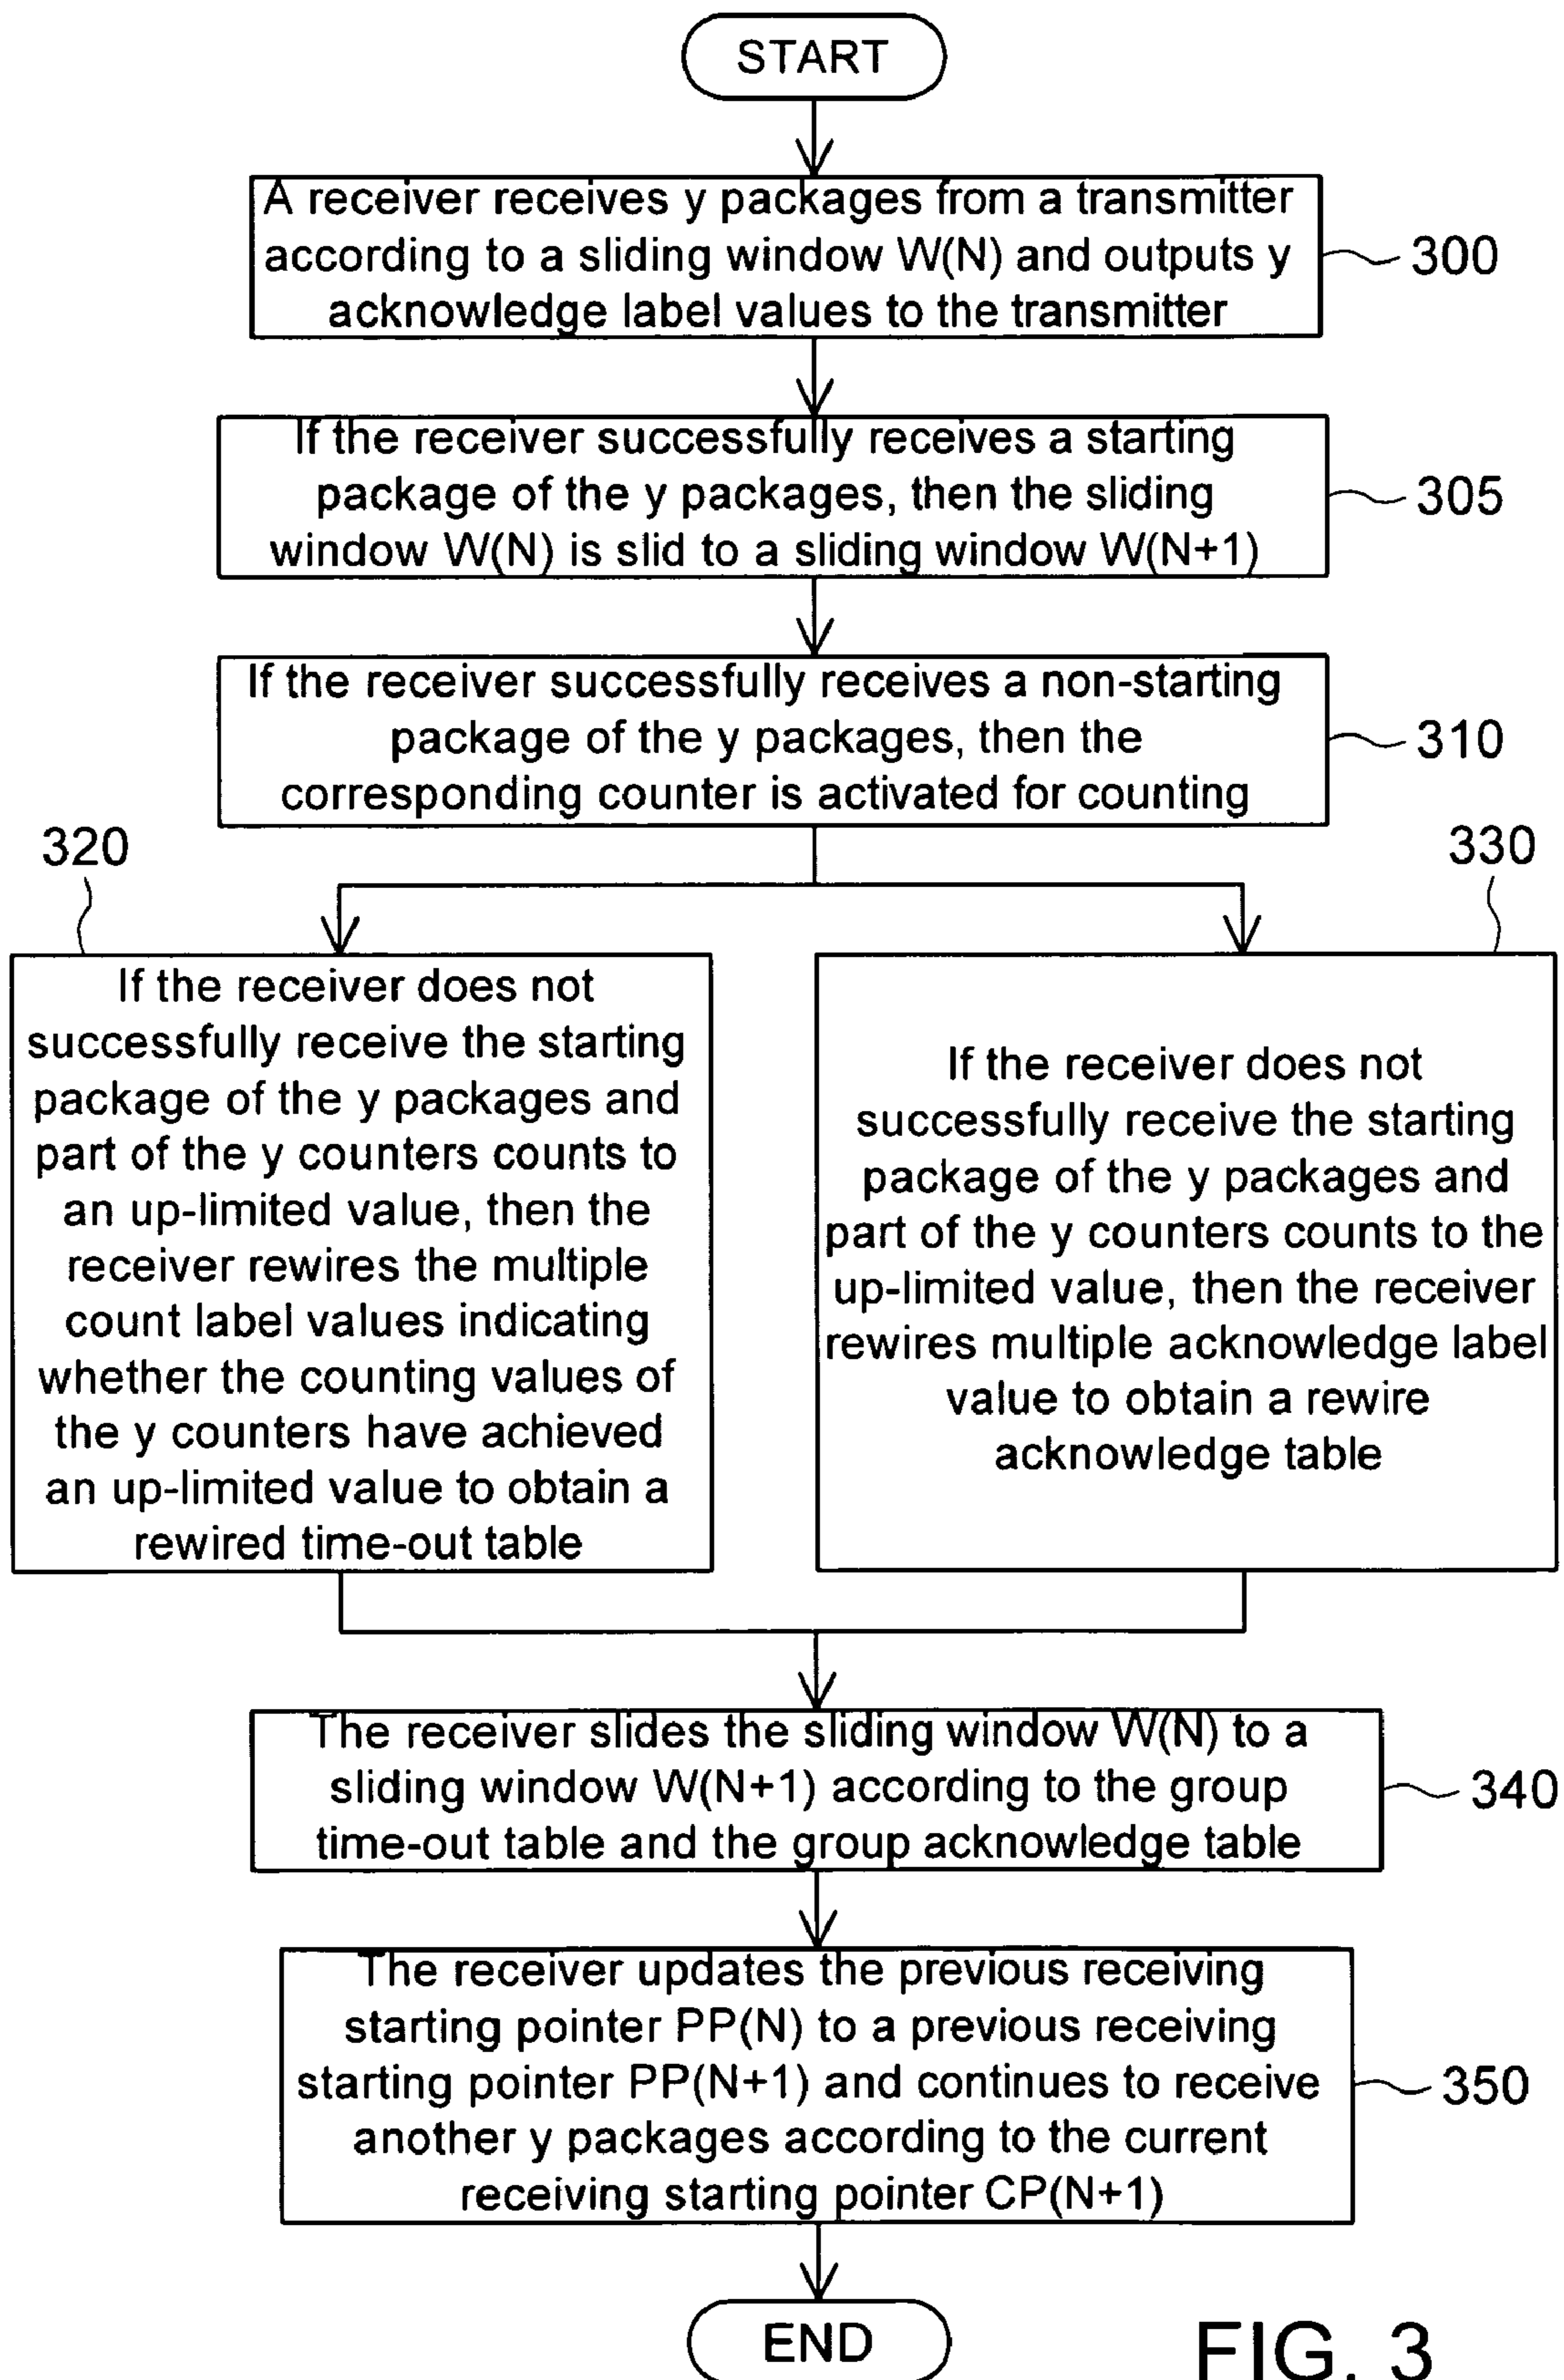 START
A receiver receives y packages from a transmitter
according to a sliding window W(N) and outputs y
acknowledge label values to the transmitter
300
If the receiver successfully receives a starting
package of the y packages, then the sliding
window W(N) is slid to a sliding window W(N+1)
305
If the receiver successfully receives a non-starting
package of the y packages, then the
corresponding counter is activated for counting
310
320
If the receiver does not
successfully receive the starting
package of the y packages and
part of the y counters counts to
an up-limited value, then the
receiver rewires the multiple
count label values indicating
whether the counting values of
the y counters have achieved
an up-limited value to obtain a
rewired time-out table
330
If the receiver does not
successfully receive the starting
package of the y packages and
part of the y counters counts to the
up-limited value, then the receiver
rewires multiple acknowledge label
value to obtain a rewire
acknowledge table
The receiver slides the sliding window W(N) to a
sliding window W(N+1) according to the group
time-out table and the group acknowledge table
340
The receiver updates the previous receiving
starting pointer PP(N) to a previous receiving
starting pointer PP(N+1) and continues to receive
another y packages according to the current
receiving starting pointer CP(N+1)
350
END
FIG. 3